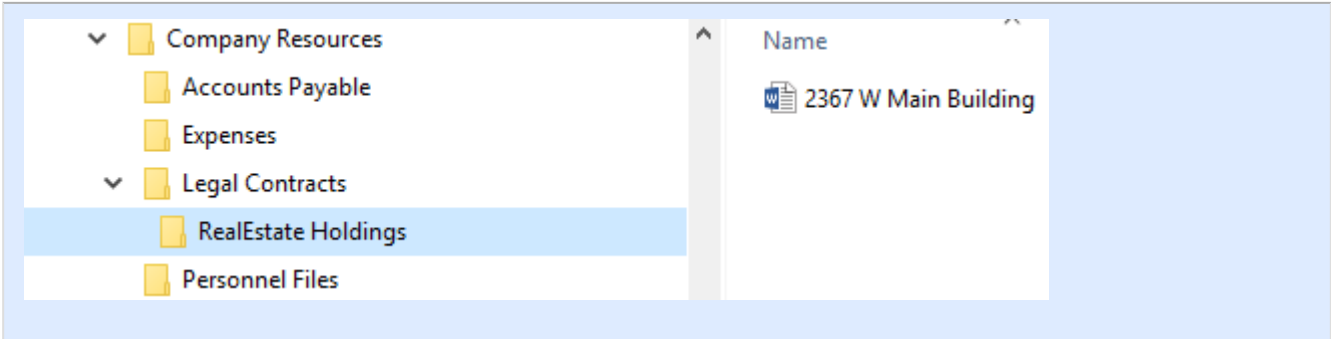 Company Resources
Accounts Payable
Expenses
Legal Contracts
RealEstate Holdings
Personnel Files
Name
2367 W Main Building